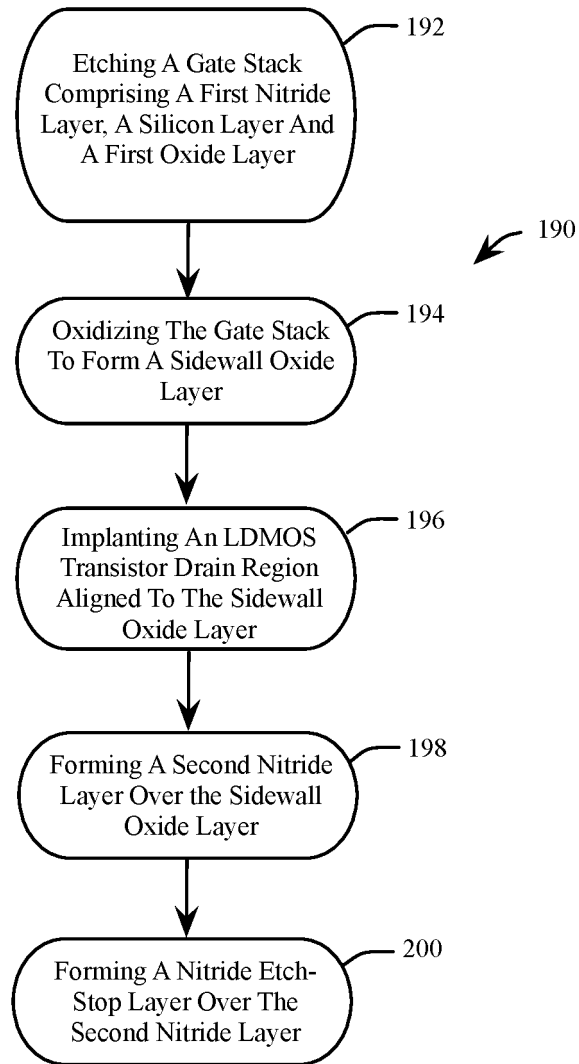 192
Etching A Gate Stack
Comprising A First Nitride
Layer, A Silicon Layer And
A First Oxide Layer
190
194
Oxidizing The Gate Stack
To Form A Sidewall Oxide
Layer
196
Implanting An LDMOS
Transistor Drain Region
Aligned To The Sidewall
Oxide Layer
198
Forming A Second Nitride
Layer Over the Sidewall
Oxide Layer
200
Forming A Nitride Etch-
Stop Layer Over The
Second Nitride Layer